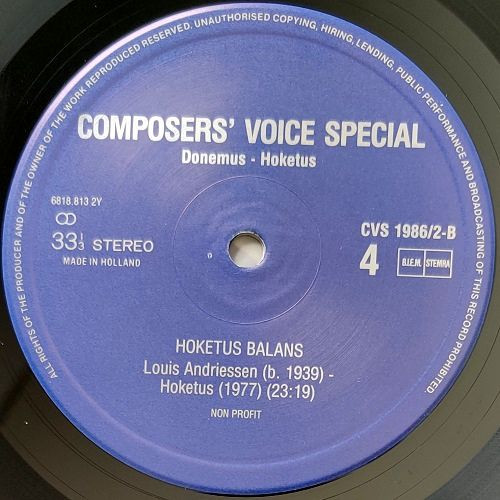 ALL RIGHTS OF THE PRODUCER AND OF THE OWNER OF THE WORK REPRODUCED RESERVED. UNAUTHORISED COPYING, HIRING, LENDING, PUBLIC PERFORMANCE AND BROADCASTING OF THIS RECORD PROHIBITED.
COMPOSERS' VOICE SPECIAL
Donemus - Hoketus
6818.813 2Y
33⅓ STEREO
MADE IN HOLLAND
CVS 1986/2-B
4
B.I.E.M. STEMRA
HOKETUS BALANS
Louis Andriessen (b. 1939) -
Hoketus (1977) (23:19)
NON PROFIT